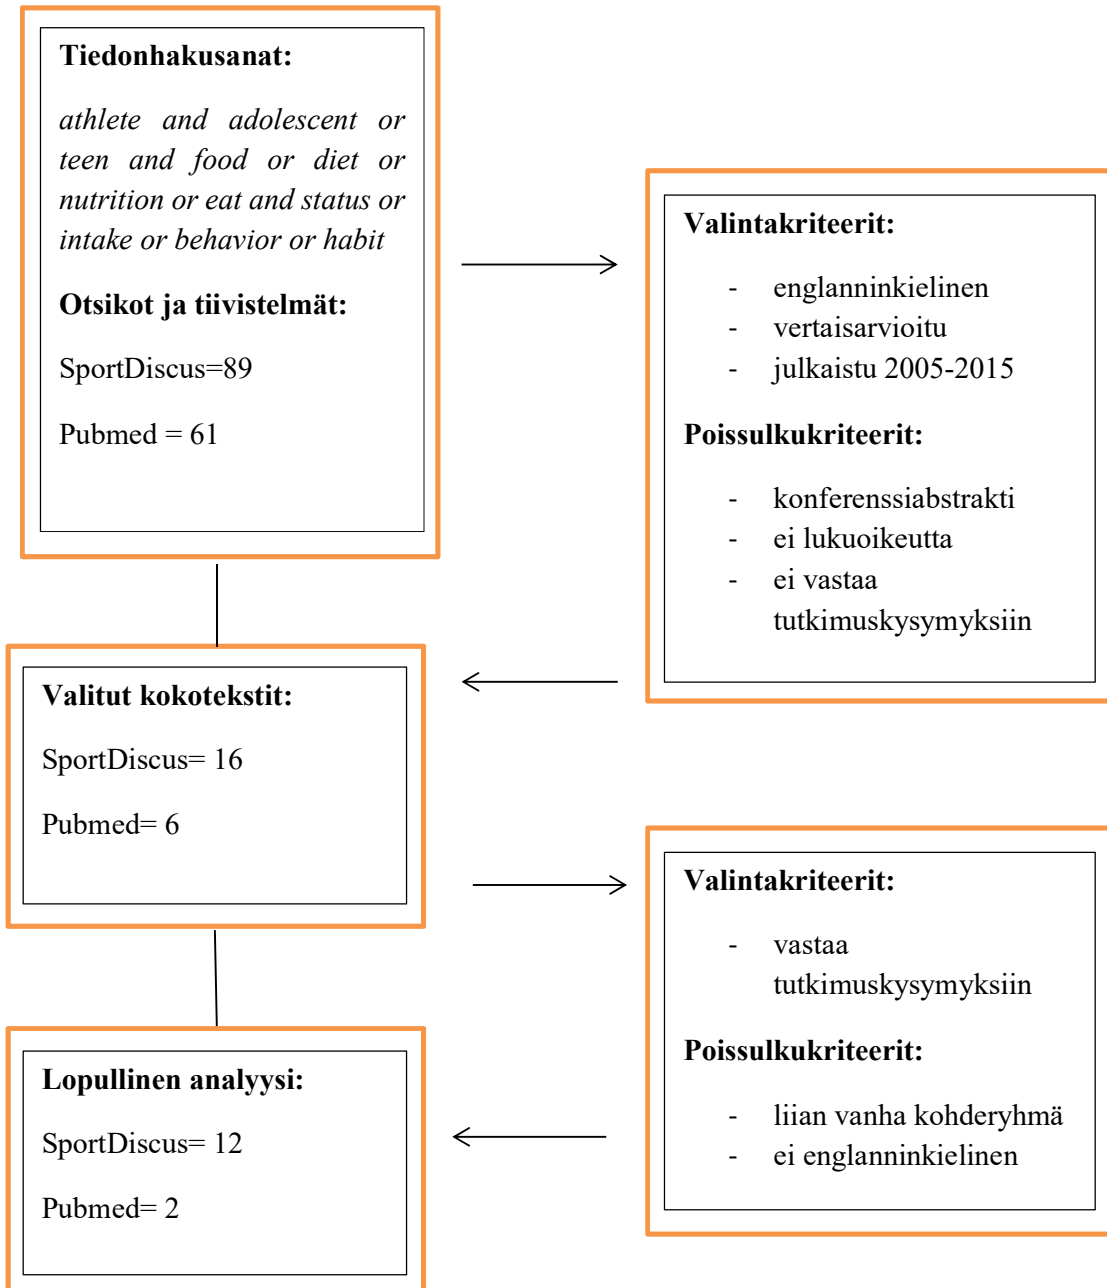 Tiedonhakusanat:
athlete and adolescent or
teen and food or diet or
nutrition or eat and status or
intake or behavior or habit
Otsikot ja tiivistelmät:
SportDiscus=89
Pubmed = 61
Valintakriteerit:
- englanninkielinen
- vertaisarvioitu
- julkaistu 2005-2015
Poissulkukriteerit:
- konferenssiabstrakti
- ei lukuoikeutta
- ei vastaa
tutkimuskysymyksiin
Valitut kokotekstit:
SportDiscus= 16
Pubmed= 6
Valintakriteerit:
- vastaa
tutkimuskysymyksiin
Poissulkukriteerit:
- liian vanha kohderyhmä
- ei englanninkielinen
Lopullinen analyysi:
SportDiscus= 12
Pubmed= 2